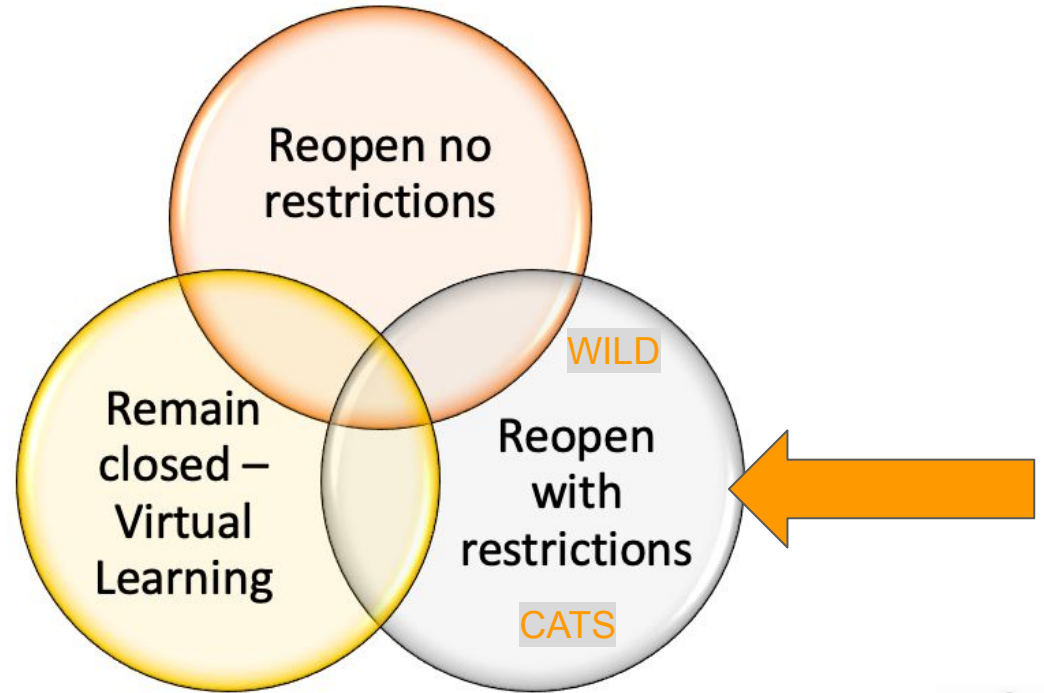 Reopen no
restrictions
WILD
Remain
closed –
Virtual
Learning
Reopen
with
restrictions
CATS